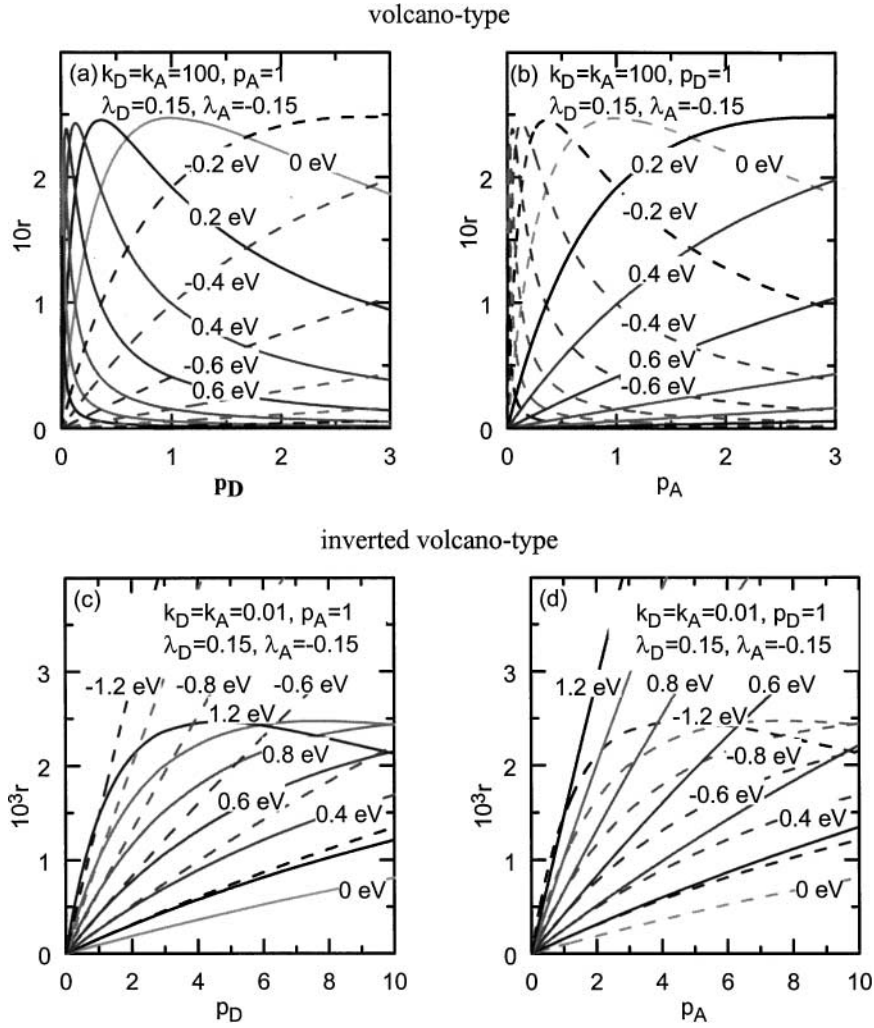 volcano-type
(a) k_D=k_A=100, p_A=1
λ_D=0.15, λ_A=-0.15
0 eV
-0.2 eV
0.2 eV
-0.4 eV
0.4 eV
-0.6 eV
0.6 eV
10r
2
1
0
0 1 2 3
p_D
(b) k_D=k_A=100, p_D=1
λ_D=0.15, λ_A=-0.15
0.2 eV
0 eV
-0.2 eV
0.4 eV
-0.4 eV
0.6 eV
-0.6 eV
10r
2
1
0
0 1 2 3
p_A
inverted volcano-type
(c) k_D=k_A=0.01, p_A=1
λ_D=0.15, λ_A=-0.15
-1.2 eV
-0.8 eV
-0.6 eV
1.2 eV
0.8 eV
0.6 eV
0.4 eV
0 eV
10³r
3
2
1
0
0 2 4 6 8 10
p_D
(d) k_D=k_A=0.01, p_D=1
λ_D=0.15, λ_A=-0.15
1.2 eV
0.8 eV
0.6 eV
-1.2 eV
-0.8 eV
-0.6 eV
0.4 eV
0 eV
10³r
3
2
1
0
0 2 4 6 8 10
p_A